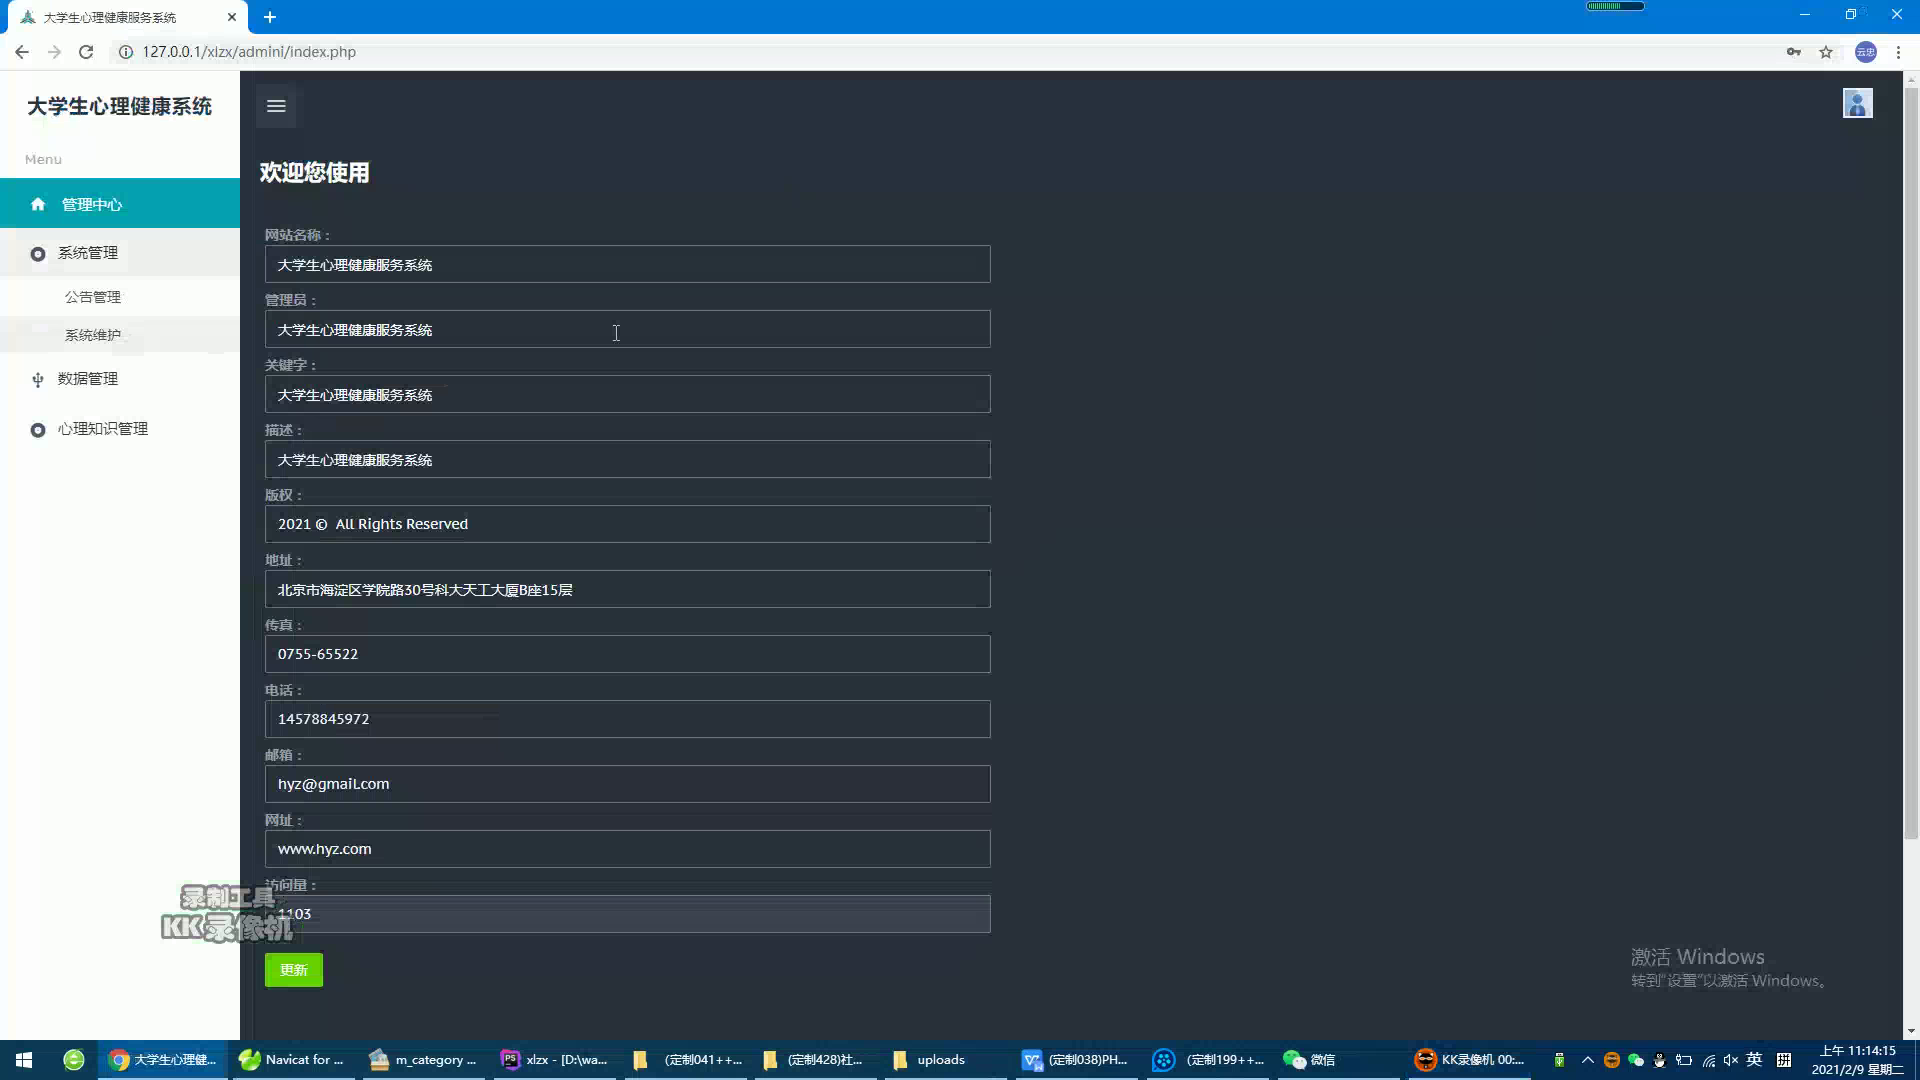 大学生心理健康服务系统
127.0.0.1/xlzx/admini/index.php
云忠
大学生心理健康系统
Menu
管理中心
系统管理
公告管理
系统维护
数据管理
心理知识管理
欢迎您使用
网站名称：
大学生心理健康服务系统
管理员：
大学生心理健康服务系统
关键字：
大学生心理健康服务系统
描述：
大学生心理健康服务系统
版权：
2021 © All Rights Reserved
地址：
北京市海淀区学院路30号科大天工大厦B座15层
传真：
0755-65522
电话：
14578845972
邮箱：
hyz@gmail.com
网址：
www.hyz.com
访问量：
1103
更新
录制工具
KK录像机
激活 Windows
转到"设置"以激活 Windows。
大学生心理健...
Navicat for ...
m_category ...
PS
xlzx - [D:\wa...
(定制041++...
(定制428)社...
uploads
(定制038)PH...
(定制199++...
微信
KK录像机 00:...
英
拼
上午 11:14:15
2021/2/9 星期二